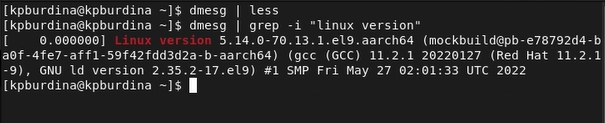 [kpburdina@kpburdina ~]$ dmesg | less
[kpburdina@kpburdina ~]$ dmesg | grep -i "linux version"
[    0.000000] Linux version 5.14.0-70.13.1.el9.aarch64 (mockbuild@pb-e78792d4-b
a0f-4fe7-aff1-59f42fdd3d2a-b-aarch64) (gcc (GCC) 11.2.1 20220127 (Red Hat 11.2.1
-9), GNU ld version 2.35.2-17.el9) #1 SMP Fri May 27 02:01:33 UTC 2022
[kpburdina@kpburdina ~]$